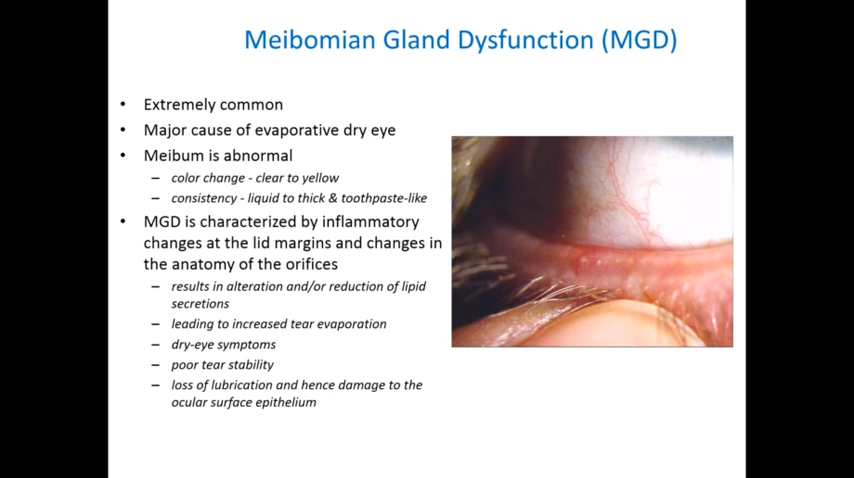 Meibomian Gland Dysfunction (MGD)
• Extremely common
• Major cause of evaporative dry eye
• Meibum is abnormal
– color change - clear to yellow
– consistency - liquid to thick & toothpaste-like
• MGD is characterized by inflammatory
changes at the lid margins and changes in
the anatomy of the orifices
– results in alteration and/or reduction of lipid
secretions
– leading to increased tear evaporation
– dry-eye symptoms
– poor tear stability
– loss of lubrication and hence damage to the
ocular surface epithelium